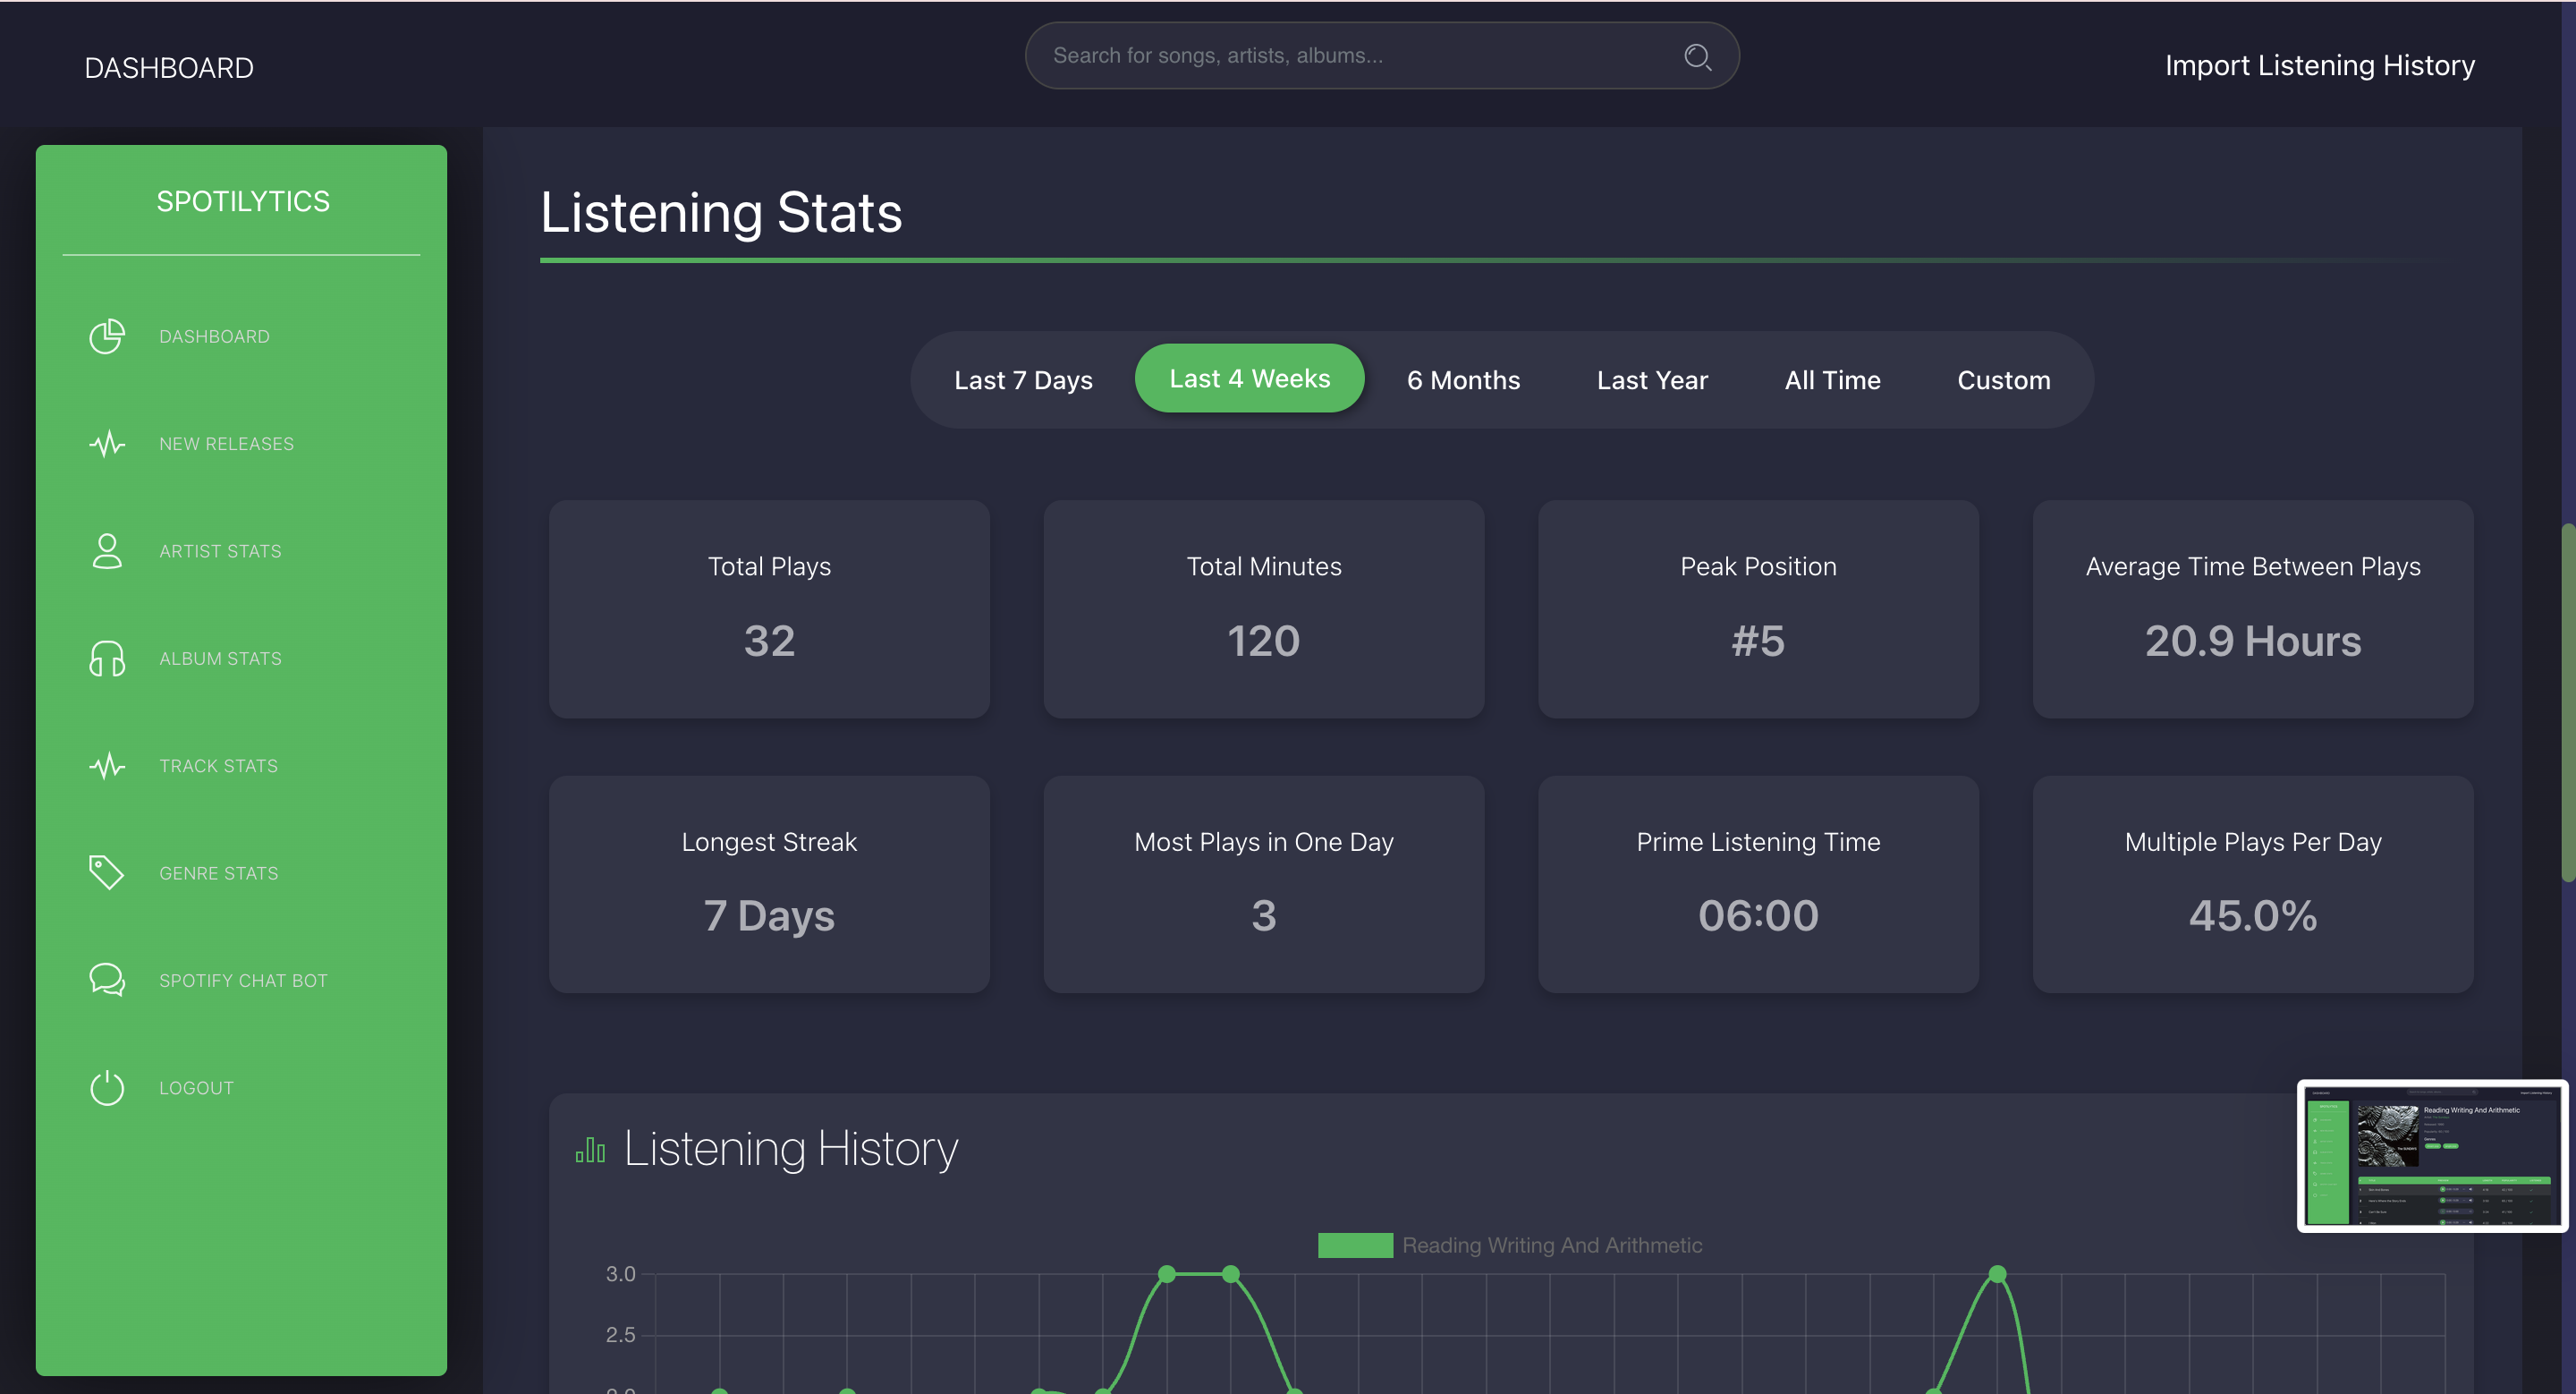 DASHBOARD
Search for songs, artists, albums...
Import Listening History
SPOTILYTICS
DASHBOARD
NEW RELEASES
ARTIST STATS
ALBUM STATS
TRACK STATS
GENRE STATS
SPOTIFY CHAT BOT
LOGOUT
Listening Stats
Last 7 Days
Last 4 Weeks
6 Months
Last Year
All Time
Custom
Total Plays
32
Total Minutes
120
Peak Position
#5
Average Time Between Plays
20.9 Hours
Longest Streak
7 Days
Most Plays in One Day
3
Prime Listening Time
06:00
Multiple Plays Per Day
45.0%
Listening History
Reading Writing And Arithmetic
3.0
2.5
Reading Writing And Arithmetic